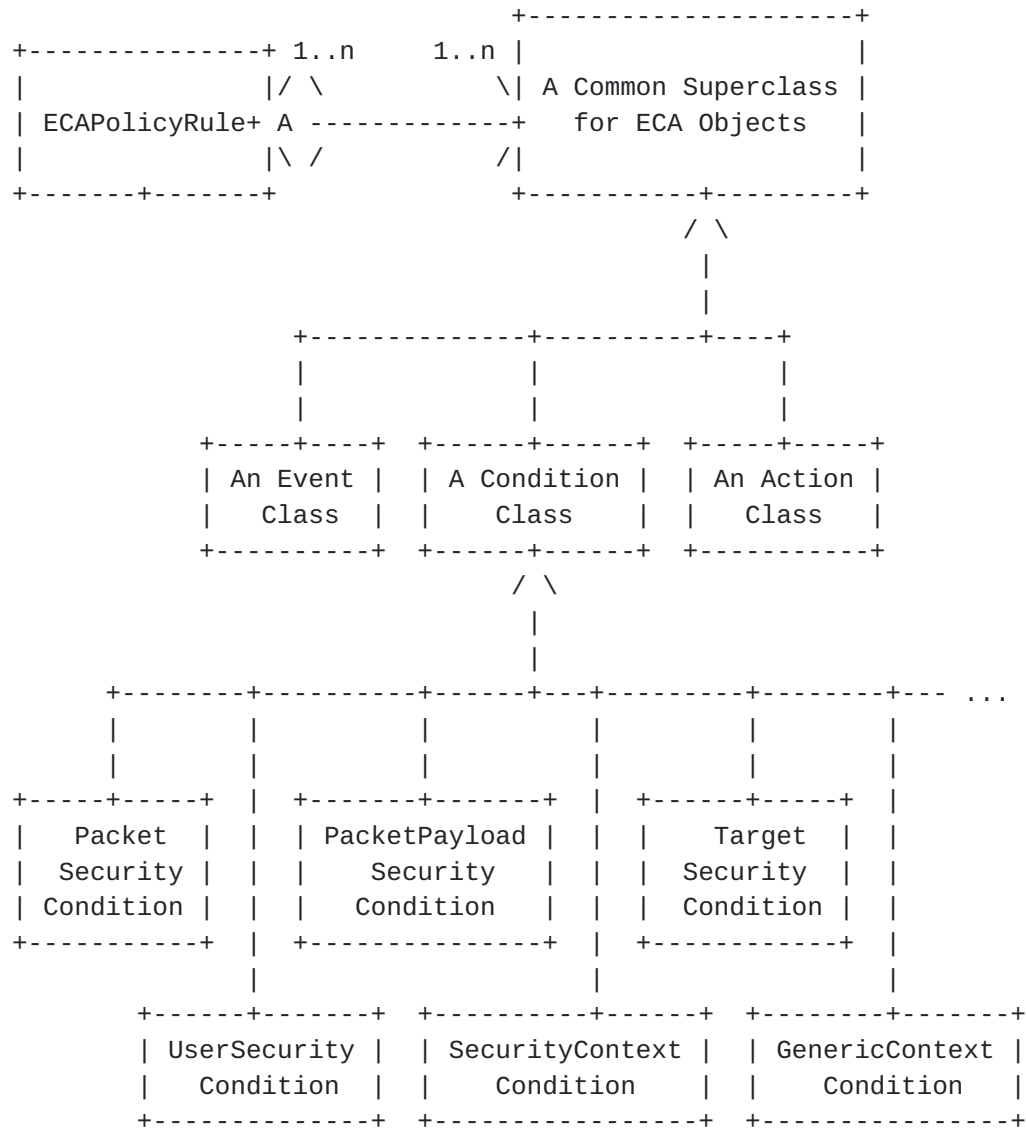 1..n 1..n
A Common Superclass
ECAPolicyRule A for ECA Objects
An Event A Condition An Action
Class Class Class
...
Packet PacketPayload Target
Security Security Security
Condition Condition Condition
UserSecurity SecurityContext GenericContext
Condition Condition Condition